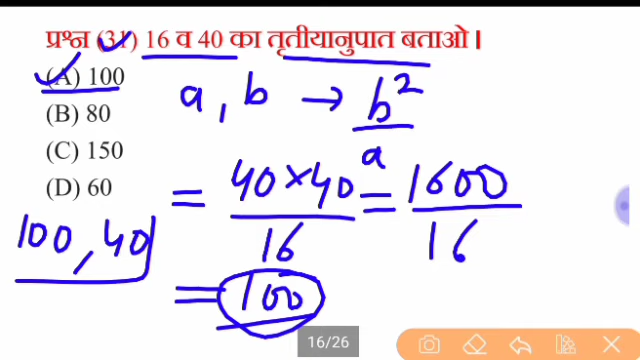 प्रश्न (31) 16 व 40 का तृतीयानुपात बताओ।
(A) 100
(B) 80
(C) 150
(D) 60
a, b → b²/a
= 40×40/16 = 1600/16
100, 40
= 100
16/26